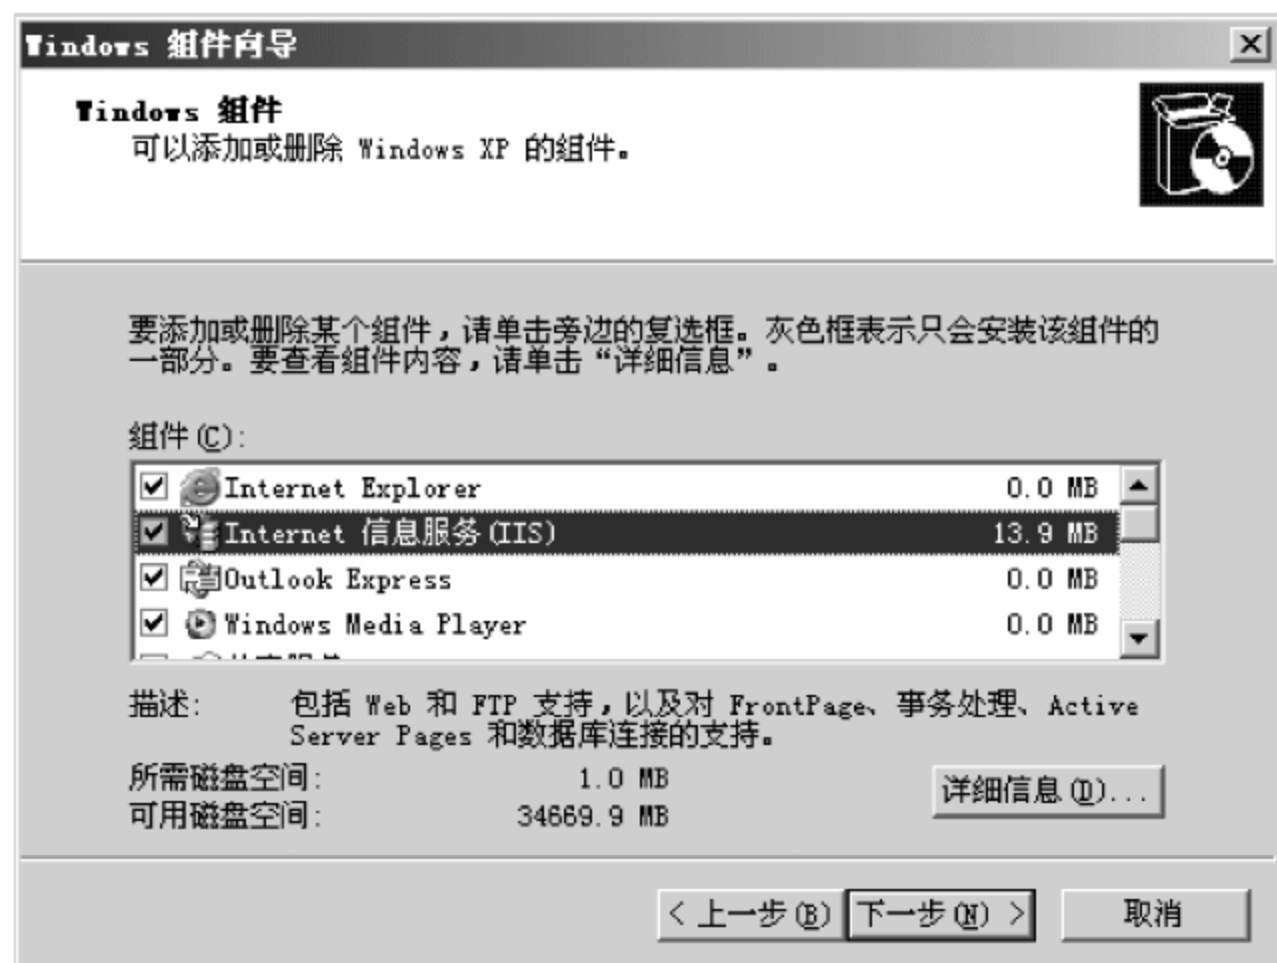 Windows 组件向导
Windows 组件
可以添加或删除 Windows XP 的组件。
要添加或删除某个组件，请单击旁边的复选框。灰色框表示只会安装该组件的
一部分。要查看组件内容，请单击“详细信息”。
组件(C):
Internet Explorer 0.0 MB
Internet 信息服务(IIS) 13.9 MB
Outlook Express 0.0 MB
Windows Media Player 0.0 MB
描述: 包括 Web 和 FTP 支持，以及对 FrontPage、事务处理、Active
Server Pages 和数据库连接的支持。
所需磁盘空间: 1.0 MB
可用磁盘空间: 34669.9 MB
详细信息(D)...
< 上一步(B) 下一步(N) > 取消